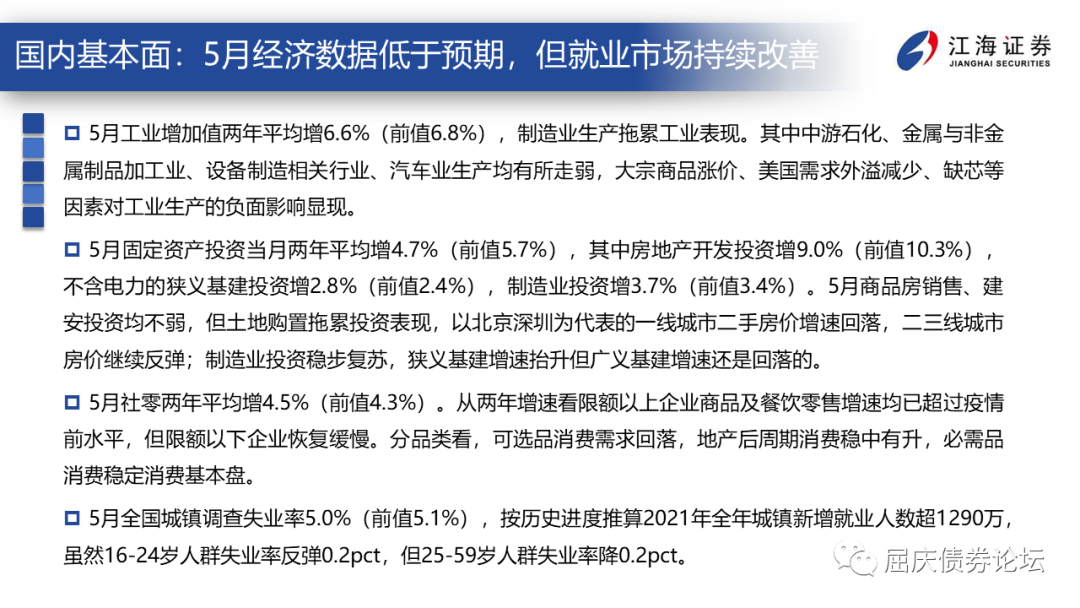 国内基本面：5月经济数据低于预期，但就业市场持续改善
江海证券
JIANGHAI SECURITIES
5月工业增加值两年平均增6.6%（前值6.8%），制造业生产拖累工业表现。其中中游石化、金属与非金
属制品加工业、设备制造相关行业、汽车业生产均有所走弱，大宗商品涨价、美国需求外溢减少、缺芯等
因素对工业生产的负面影响显现。
5月固定资产投资当月两年平均增4.7%（前值5.7%），其中房地产开发投资增9.0%（前值10.3%），
不含电力的狭义基建投资增2.8%（前值2.4%），制造业投资增3.7%（前值3.4%）。5月商品房销售、建
安投资均不弱，但土地购置拖累投资表现，以北京深圳为代表的一线城市二手房价增速回落，二三线城市
房价继续反弹；制造业投资稳步复苏，狭义基建增速抬升但广义基建增速还是回落的。
5月社零两年平均增4.5%（前值4.3%）。从两年增速看限额以上企业商品及餐饮零售增速均已超过疫情
前水平，但限额以下企业恢复缓慢。分品类看，可选品消费需求回落，地产后周期消费稳中有升，必需品
消费稳定消费基本盘。
5月全国城镇调查失业率5.0%（前值5.1%），按历史进度推算2021年全年城镇新增就业人数超1290万，
虽然16-24岁人群失业率反弹0.2pct，但25-59岁人群失业率降0.2pct。
屈庆债券论坛